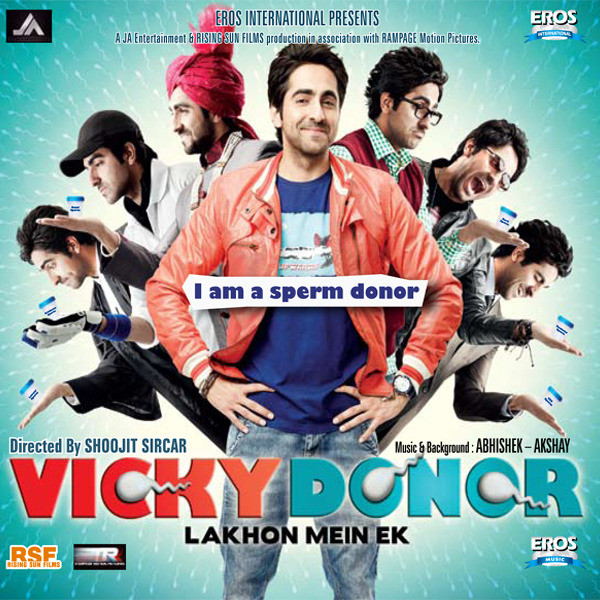 EROS INTERNATIONAL PRESENTS
A JA Entertainment & RISING SUN FILMS production in association with RAMPAGE Motion Pictures.
JA
EROS
INTERNATIONAL
I am a sperm donor
Directed By SHOOJIT SIRCAR
Music & Background : ABHISHEK – AKSHAY
VICKY DONOR
LAKHON MEIN EK
RSF
RISING SUN FILMS
EROS
MUSIC